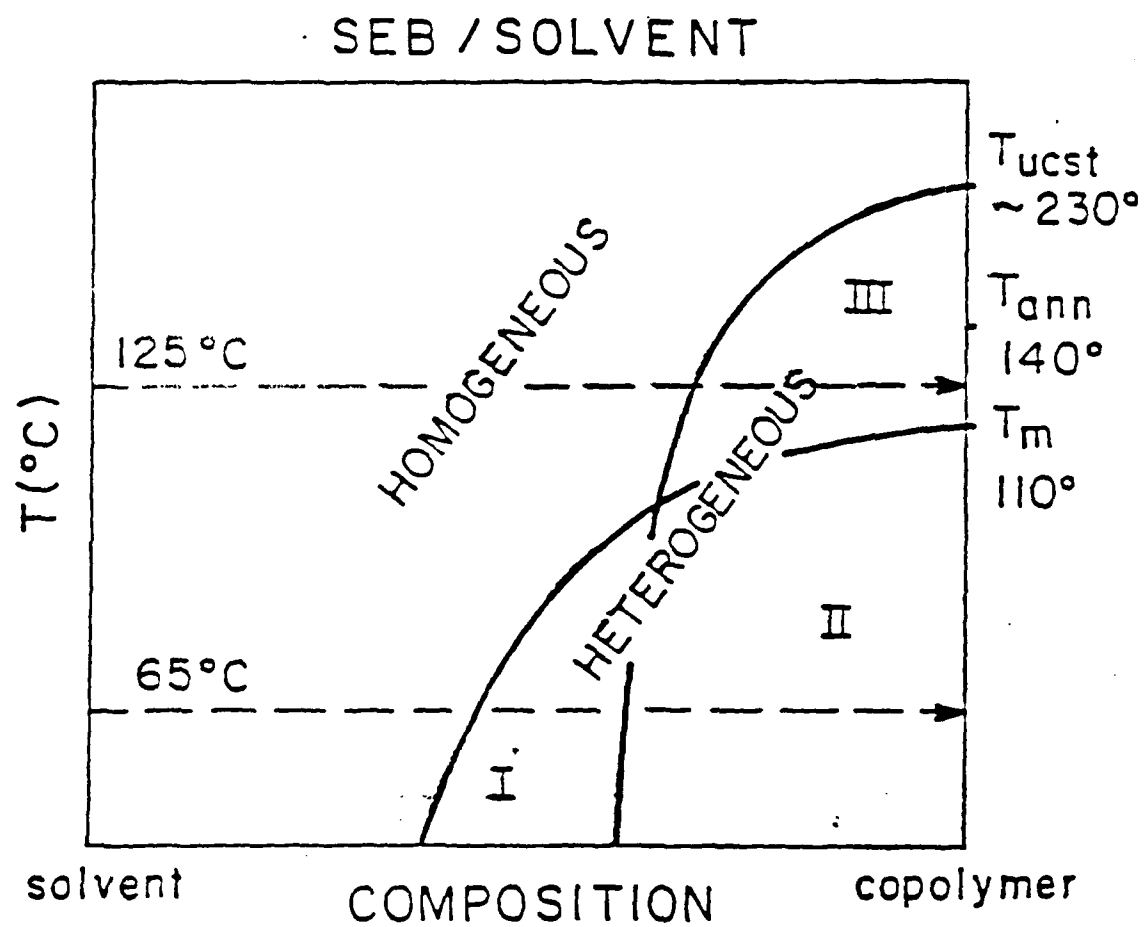 SEB / SOLVENT
Tucst
~230°
HOMOGENEOUS
III
Tann
140°
125°C
HETEROGENEOUS
Tm
110°
T(°C)
II
65°C
I
solvent
COMPOSITION
copolymer